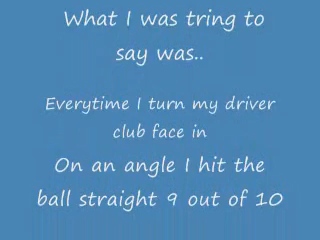 What I was tring to
say was..
Everytime I turn my driver
club face in
On an angle I hit the
ball straight 9 out of 10